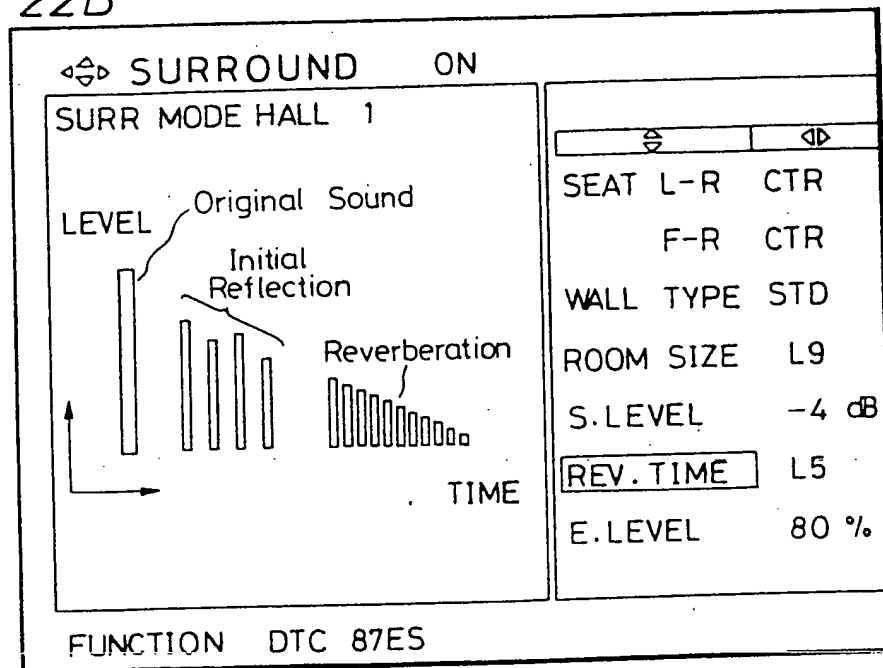 22B
SURROUND ON
SURR MODE HALL 1
LEVEL
Original Sound
Initial
Reflection
Reverberation
TIME
SEAT L-R CTR
F-R CTR
WALL TYPE STD
ROOM SIZE L9
S.LEVEL -4 dB
REV.TIME L5
E.LEVEL 80 %
FUNCTION DTC 87ES